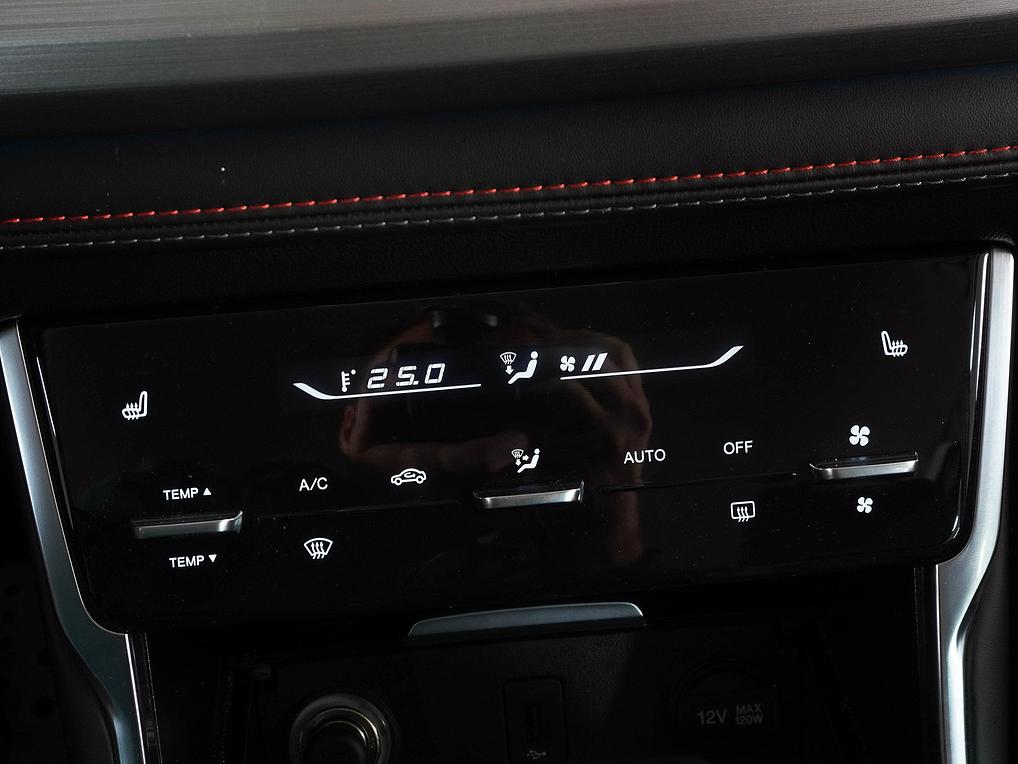 25.0
AUTO
OFF
A/C
TEMP ▲
TEMP ▼
12V MAX
120W